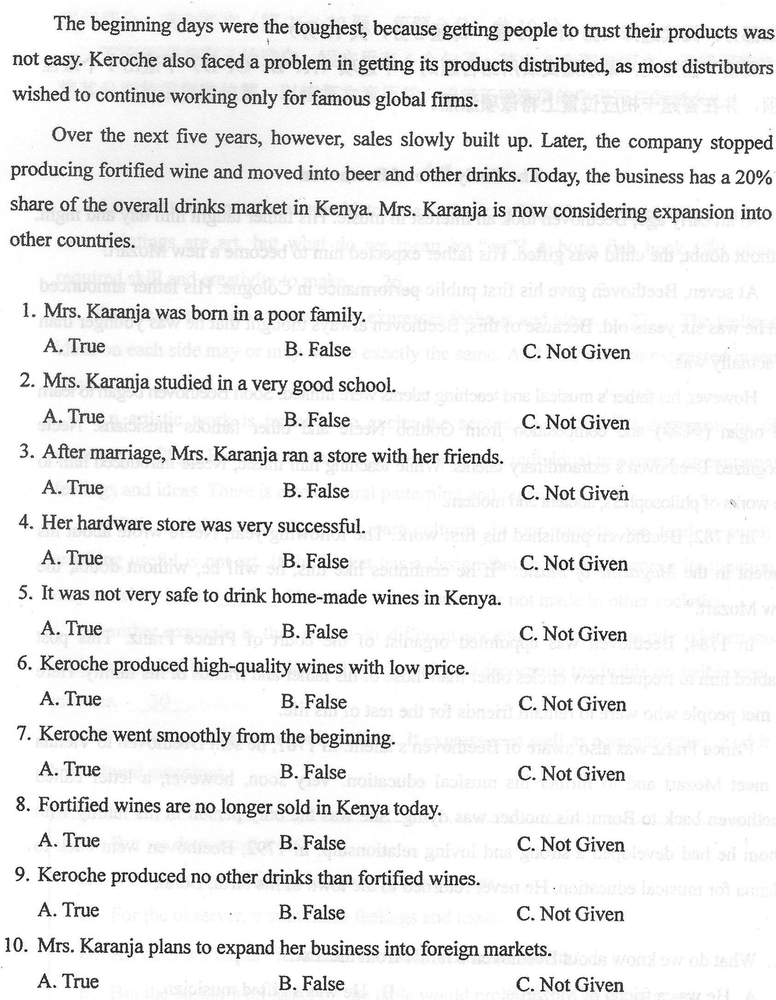 The beginning days were the toughest, because getting people to trust their products was
not easy. Keroche also faced a problem in getting its products distributed, as most distributors
wished to continue working only for famous global firms.
Over the next five years, however, sales slowly built up. Later, the company stopped
producing fortified wine and moved into beer and other drinks. Today, the business has a 20%
share of the overall drinks market in Kenya. Mrs. Karanja is now considering expansion into
other countries.
1. Mrs. Karanja was born in a poor family.
A. True B. False C. Not Given
2. Mrs. Karanja studied in a very good school.
A. True B. False C. Not Given
3. After marriage, Mrs. Karanja ran a store with her friends.
A. True B. False C. Not Given
4. Her hardware store was very successful.
A. True B. False C. Not Given
5. It was not very safe to drink home-made wines in Kenya.
A. True B. False C. Not Given
6. Keroche produced high-quality wines with low price.
A. True B. False C. Not Given
7. Keroche went smoothly from the beginning.
A. True B. False C. Not Given
8. Fortified wines are no longer sold in Kenya today.
A. True B. False C. Not Given
9. Keroche produced no other drinks than fortified wines.
A. True B. False C. Not Given
10. Mrs. Karanja plans to expand her business into foreign markets.
A. True B. False C. Not Given